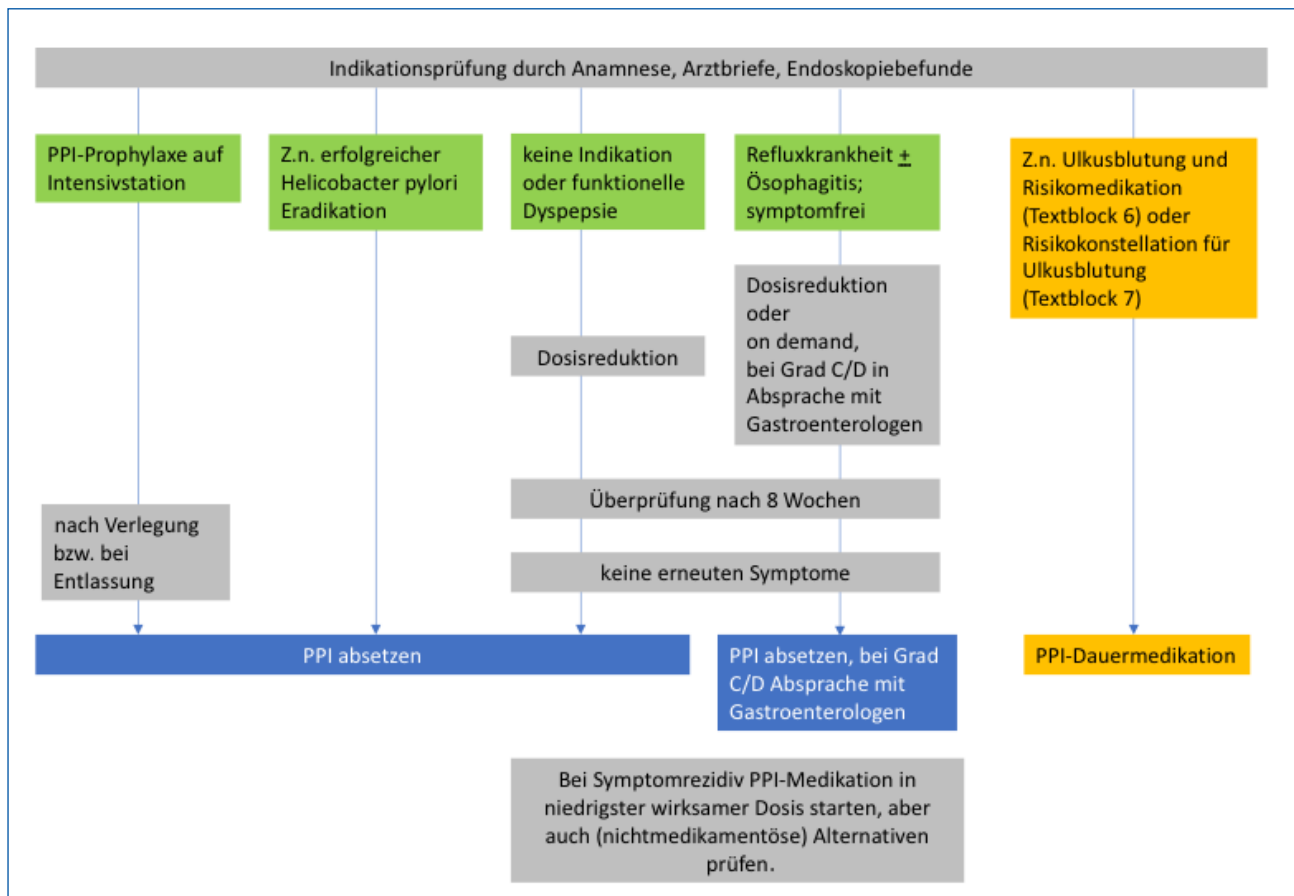 Indikationsprüfung durch Anamnese, Arztbriefe, Endoskopiebefunde
PPI-Prophylaxe auf
Intensivstation
Z.n. erfolgreicher
Helicobacter pylori
Eradikation
keine Indikation
oder funktionelle
Dyspepsie
Refluxkrankheit ±
Ösophagitis;
symptomfrei
Z.n. Ulkusblutung und
Risikomedikation
(Textblock 6) oder
Risikokonstellation für
Ulkusblutung
(Textblock 7)
Dosisreduktion
Dosisreduktion
oder
on demand,
bei Grad C/D in
Absprache mit
Gastroenterologen
Überprüfung nach 8 Wochen
nach Verlegung
bzw. bei
Entlassung
keine erneuten Symptome
PPI absetzen
PPI absetzen, bei Grad
C/D Absprache mit
Gastroenterologen
PPI-Dauermedikation
Bei Symptomrezidiv PPI-Medikation in
niedrigster wirksamer Dosis starten, aber
auch (nichtmedikamentöse) Alternativen
prüfen.